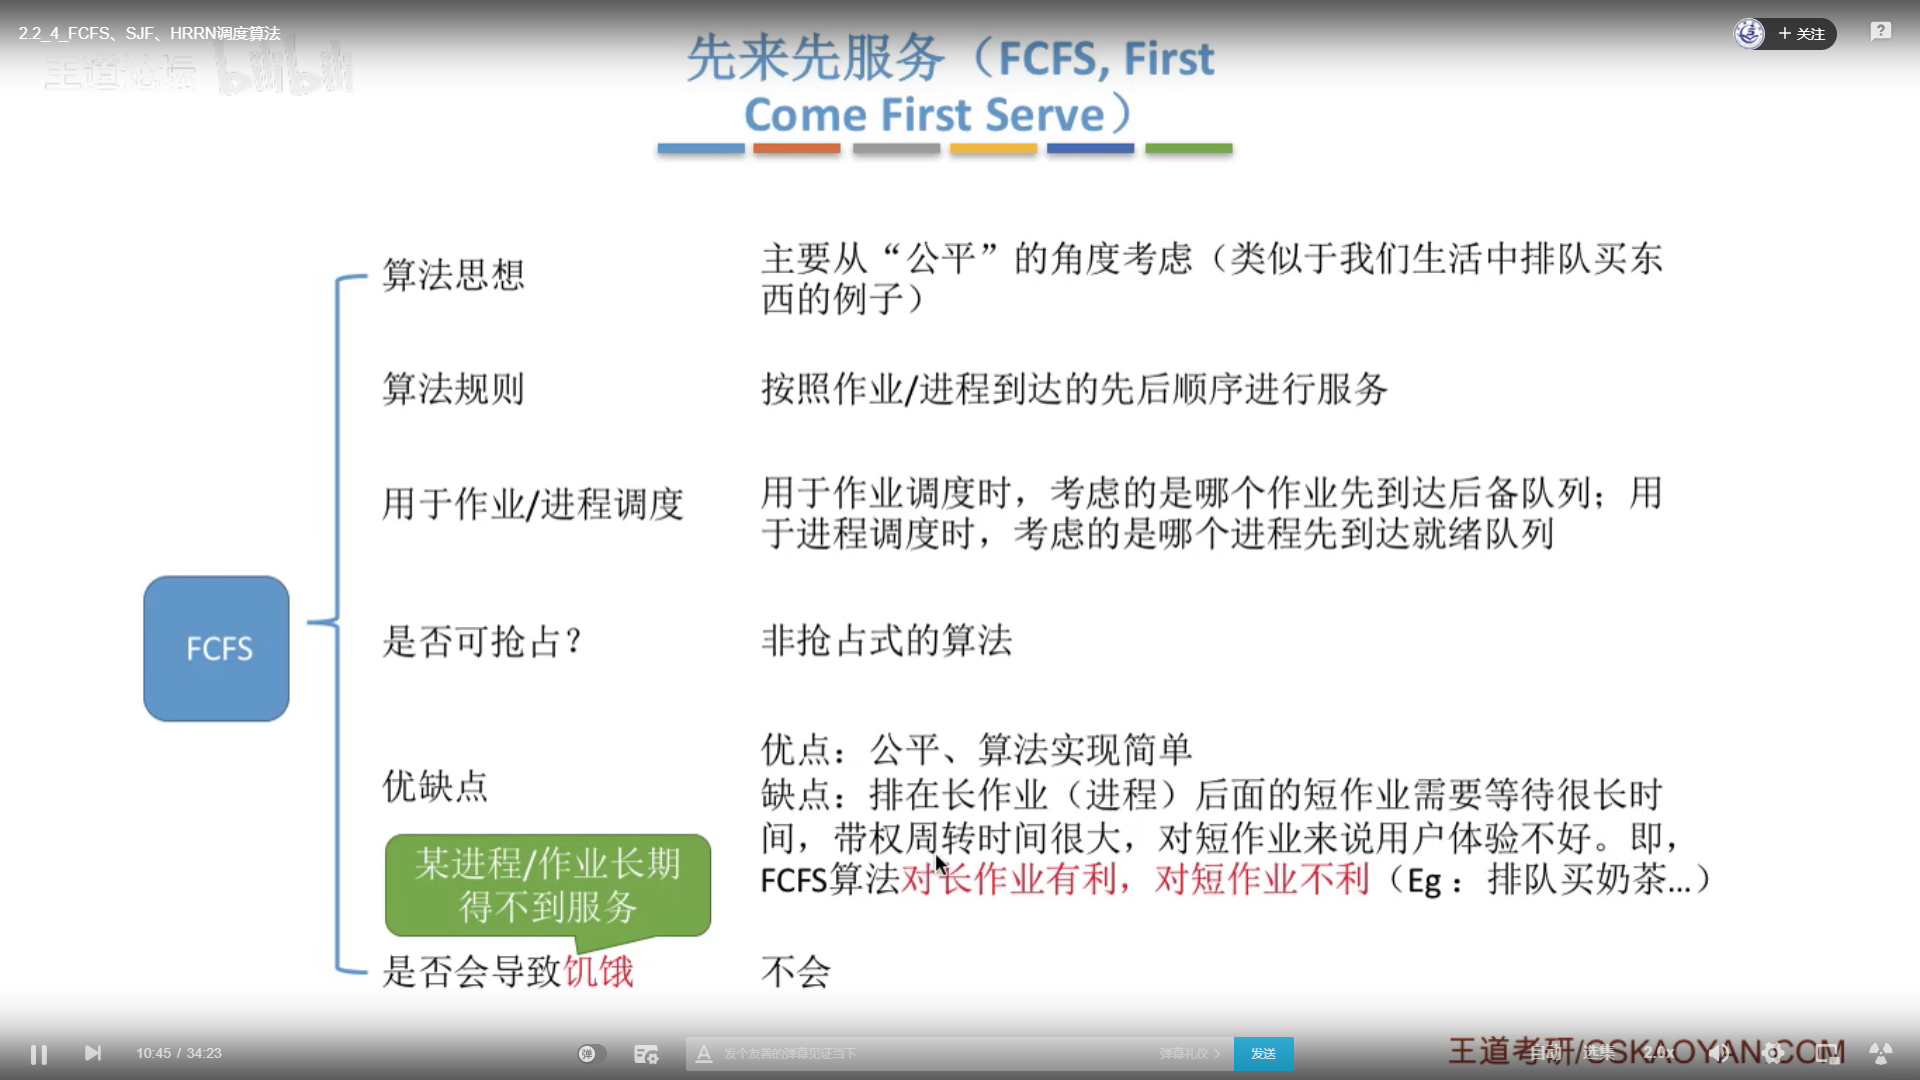 2.2_4_FCFS、SJF、HRRN调度算法
+ 关注
王道论坛 bilibili
先来先服务（FCFS, First
Come First Serve）
算法思想
主要从“公平”的角度考虑（类似于我们生活中排队买东
西的例子）
算法规则
按照作业/进程到达的先后顺序进行服务
用于作业/进程调度
用于作业调度时，考虑的是哪个作业先到达后备队列；用
于进程调度时，考虑的是哪个进程先到达就绪队列
FCFS
是否可抢占？
非抢占式的算法
优缺点
优点：公平、算法实现简单
缺点：排在长作业（进程）后面的短作业需要等待很长时
间，带权周转时间很大，对短作业来说用户体验不好。即，
FCFS算法对长作业有利，对短作业不利（Eg：排队买奶茶...）
某进程/作业长期
得不到服务
是否会导致饥饿
不会
10:45 / 34:23
弹
发个友善的弹幕见证当下
弹幕礼仪 >
发送
王道考研/CSKAOYAN.COM
自动
选集
2.0x